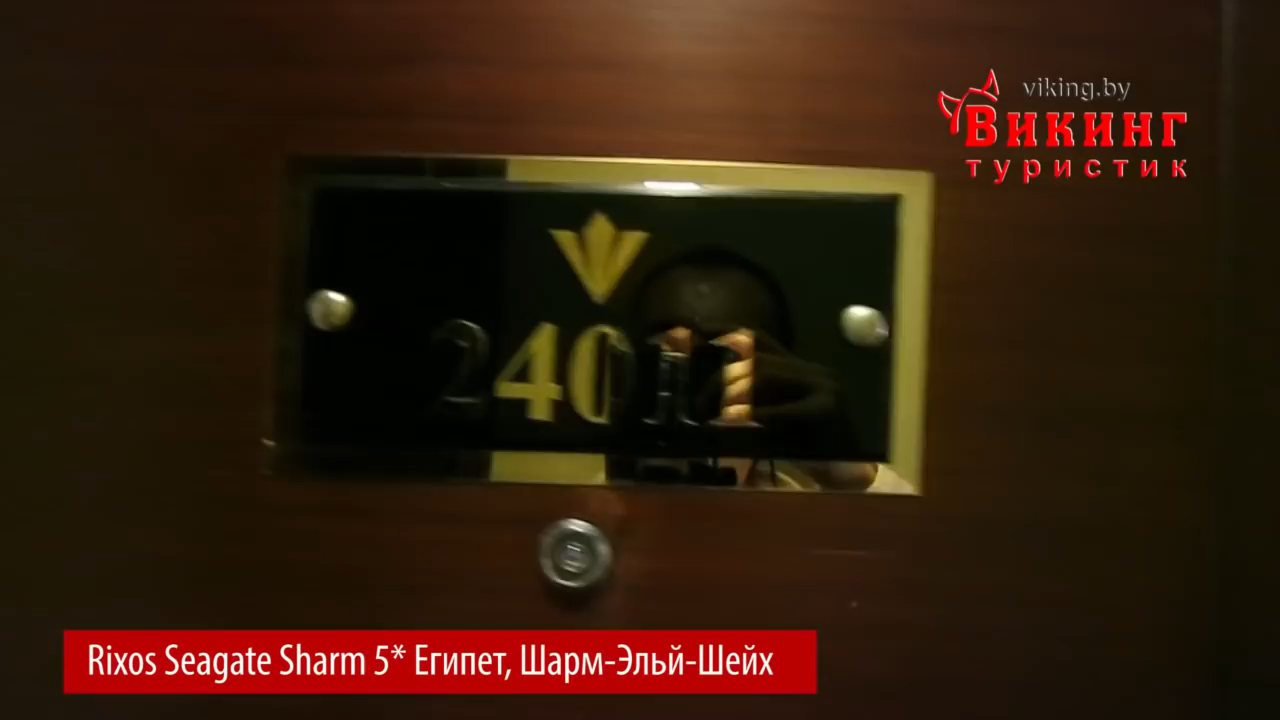 viking.by
Викинг
туристик
Rixos Seagate Sharm 5* Египет, Шарм-Эльй-Шейх